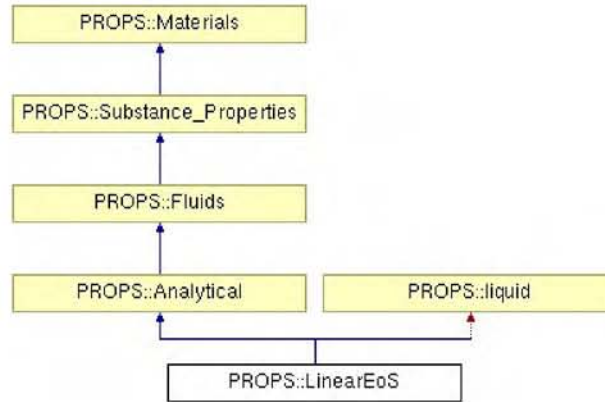 PROPS::Materials
PROPS::Substance_Properties
PROPS::Fluids
PROPS::Analytical
PROPS::liquid
PROPS::LinearEoS